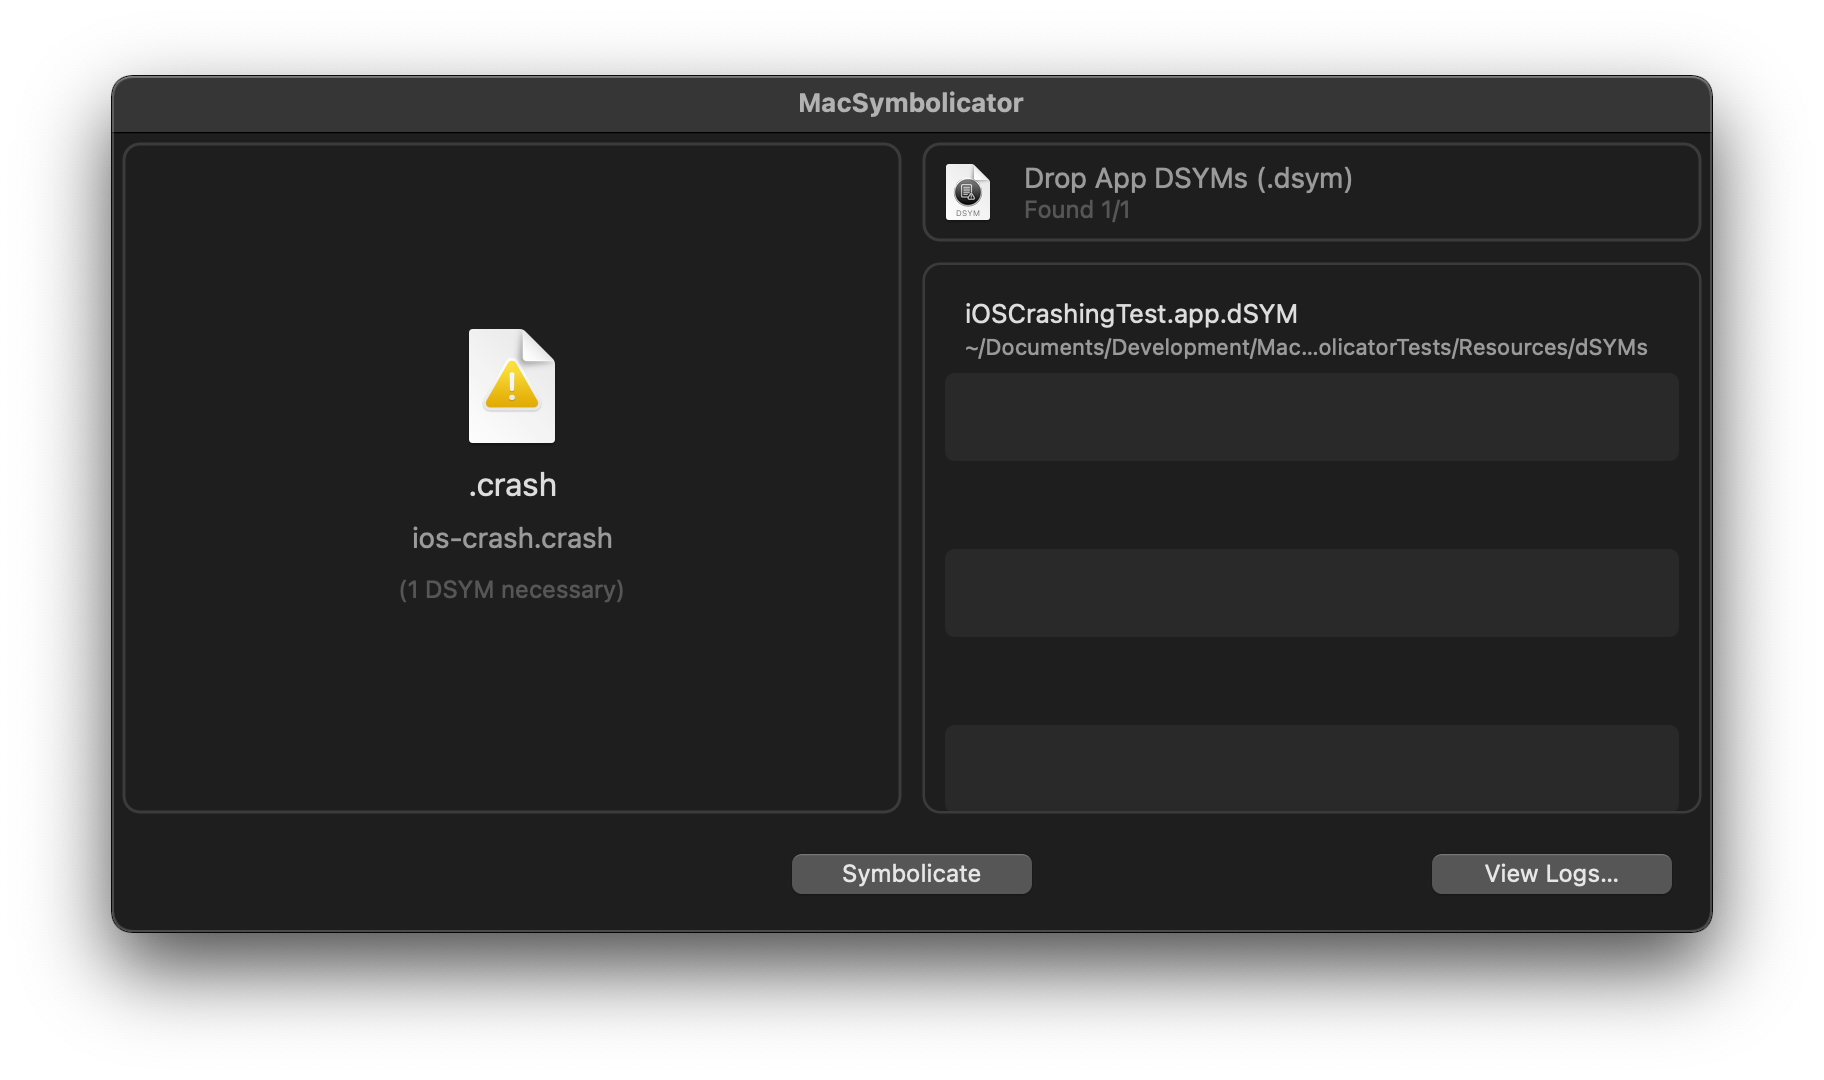 MacSymbolicator
.crash
ios-crash.crash
(1 DSYM necessary)
DSYM
Drop App DSYMs (.dsym)
Found 1/1
iOSCrashingTest.app.dSYM
~/Documents/Development/Mac...olicatorTests/Resources/dSYMs
Symbolicate
View Logs...